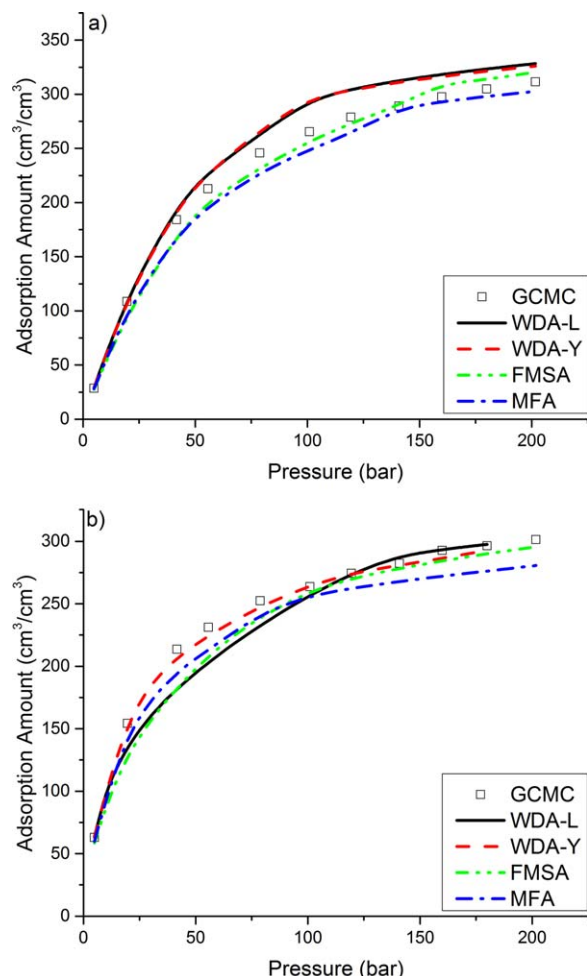 a)
350
300
250
200
150
100
50
0
Adsorption Amount (cm³/cm³)
GCMC
WDA-L
WDA-Y
FMSA
MFA
0 50 100 150 200
Pressure (bar)
b)
300
250
200
150
100
50
0
Adsorption Amount (cm³/cm³)
GCMC
WDA-L
WDA-Y
FMSA
MFA
0 50 100 150 200
Pressure (bar)